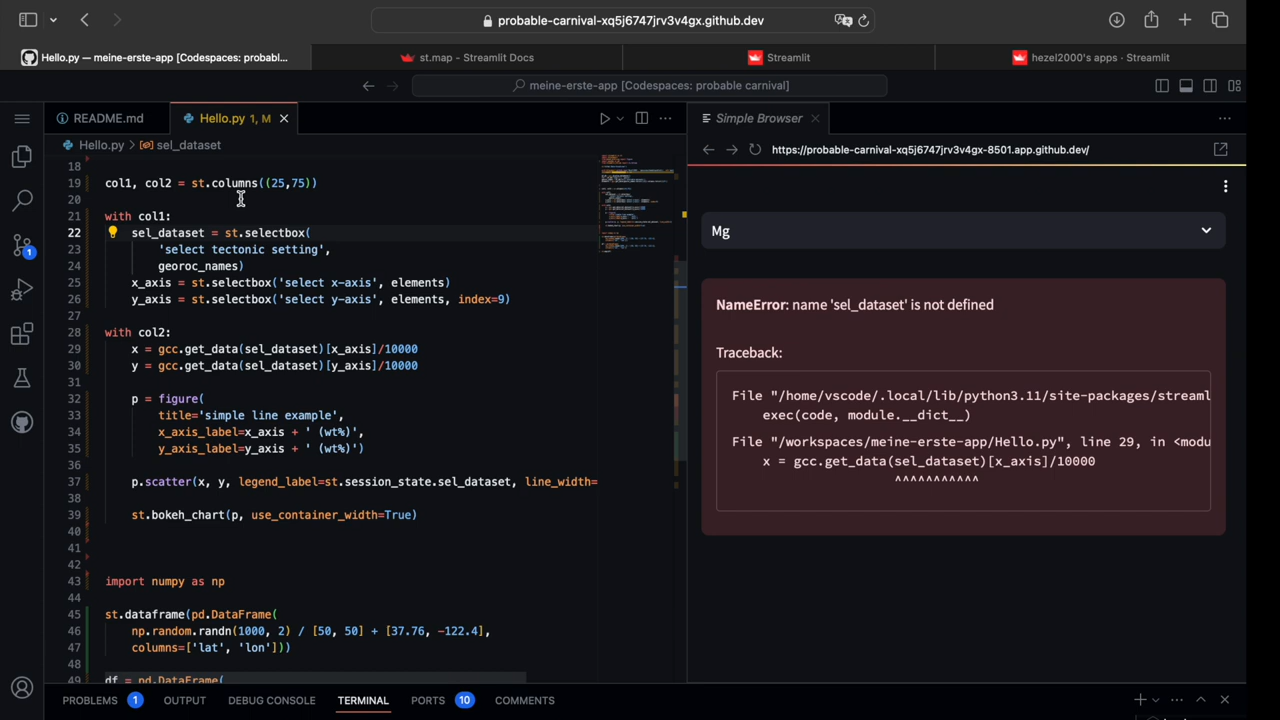 probable-carnival-xq5j6747jrv3v4gx.github.dev
Hello.py — meine-erste-app [Codespaces: probabl...
st.map - Streamlit Docs
Streamlit
hezel2000's apps · Streamlit
meine-erste-app [Codespaces: probable carnival]
README.md
Hello.py 1, M
Simple Browser
Hello.py > sel_dataset
https://probable-carnival-xq5j6747jrv3v4gx-8501.app.github.dev/
18
19 col1, col2 = st.columns((25,75))
20
21 with col1:
22 sel_dataset = st.selectbox(
23 'select tectonic setting',
24 georoc_names)
25 x_axis = st.selectbox('select x-axis', elements)
26 y_axis = st.selectbox('select y-axis', elements, index=9)
27
28 with col2:
29 x = gcc.get_data(sel_dataset)[x_axis]/10000
30 y = gcc.get_data(sel_dataset)[y_axis]/10000
31
32 p = figure(
33 title='simple line example',
34 x_axis_label=x_axis + ' (wt%)',
35 y_axis_label=y_axis + ' (wt%)')
36
37 p.scatter(x, y, legend_label=st.session_state.sel_dataset, line_width=
38
39 st.bokeh_chart(p, use_container_width=True)
40
41
42
43 import numpy as np
44
45 st.dataframe(pd.DataFrame(
46 np.random.randn(1000, 2) / [50, 50] + [37.76, -122.4],
47 columns=['lat', 'lon']))
48
49 df = pd.DataFrame(
Mg
NameError: name 'sel_dataset' is not defined
Traceback:
File "/home/vscode/.local/lib/python3.11/site-packages/streaml
exec(code, module.__dict__)
File "/workspaces/meine-erste-app/Hello.py", line 29, in <modu
x = gcc.get_data(sel_dataset)[x_axis]/10000
^^^^^^^^^^^
1
PROBLEMS 1
OUTPUT
DEBUG CONSOLE
TERMINAL
PORTS 10
COMMENTS